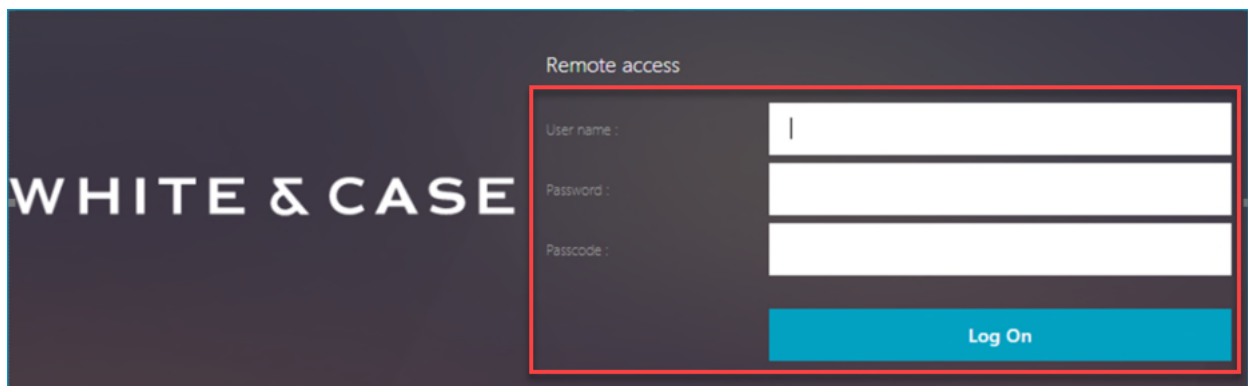 Remote access
User name :
WHITE & CASE
Password :
Passcode :
Log On